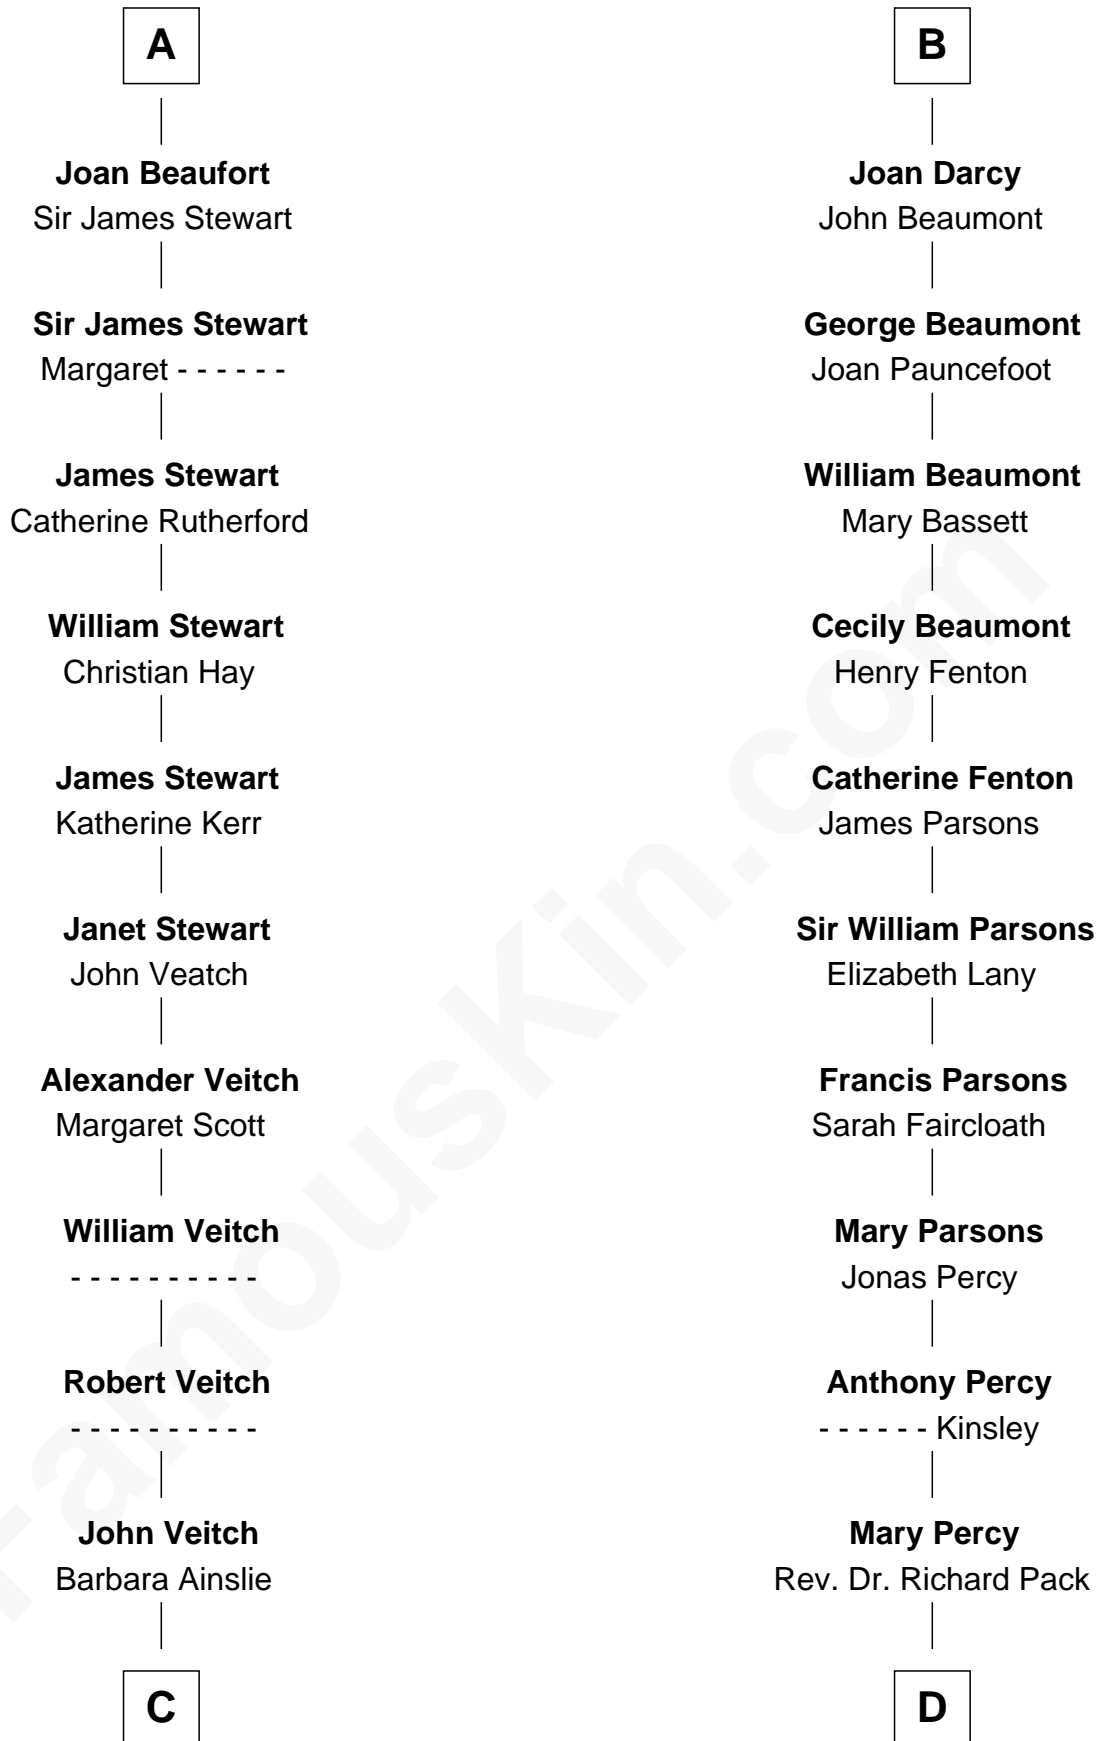 A
Joan Beaufort
Sir James Stewart
Sir James Stewart
Margaret - - - - - -
James Stewart
Catherine Rutherford
William Stewart
Christian Hay
James Stewart
Katherine Kerr
Janet Stewart
John Veatch
Alexander Veitch
Margaret Scott
William Veitch
- - - - - - - - - -
Robert Veitch
- - - - - - - - - -
John Veitch
Barbara Ainslie
C
B
Joan Darcy
John Beaumont
George Beaumont
Joan Pauncefoot
William Beaumont
Mary Bassett
Cecily Beaumont
Henry Fenton
Catherine Fenton
James Parsons
Sir William Parsons
Elizabeth Lany
Francis Parsons
Sarah Faircloath
Mary Parsons
Jonas Percy
Anthony Percy
- - - - - - Kinsley
Mary Percy
Rev. Dr. Richard Pack
D
FamousKin.com